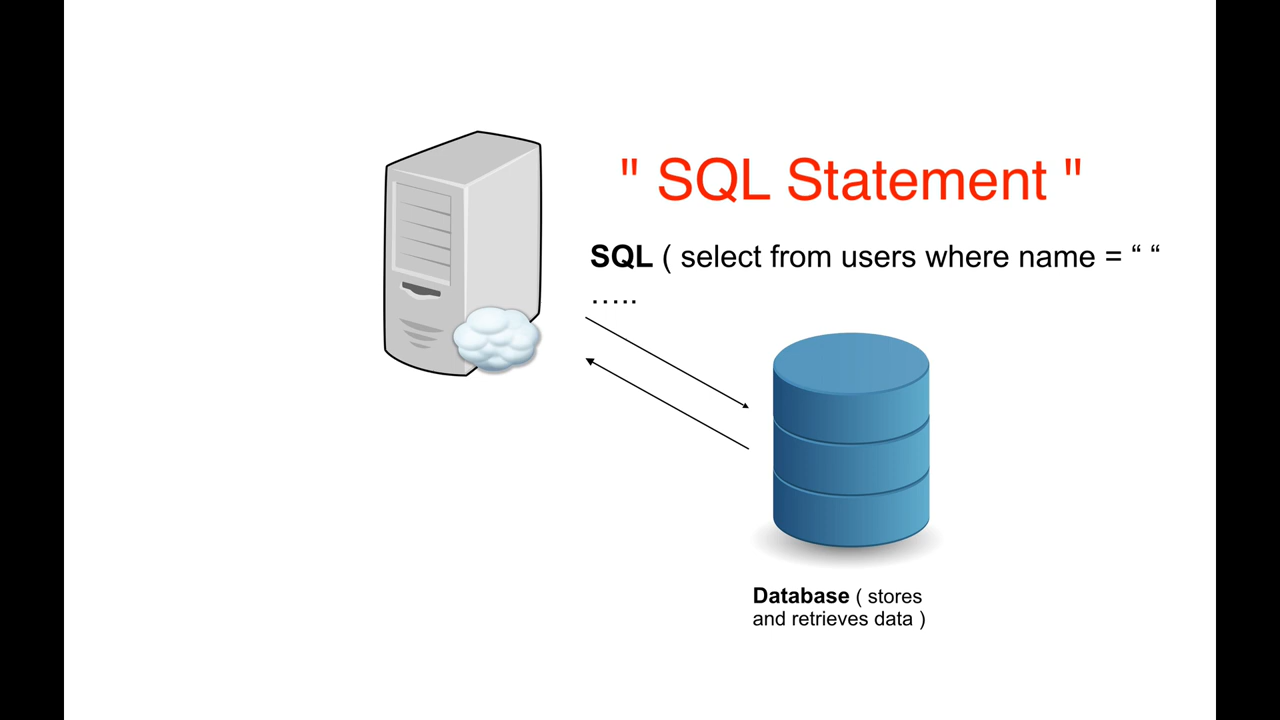 " SQL Statement "
SQL ( select from users where name = “ “
…..
Database ( stores
and retrieves data )